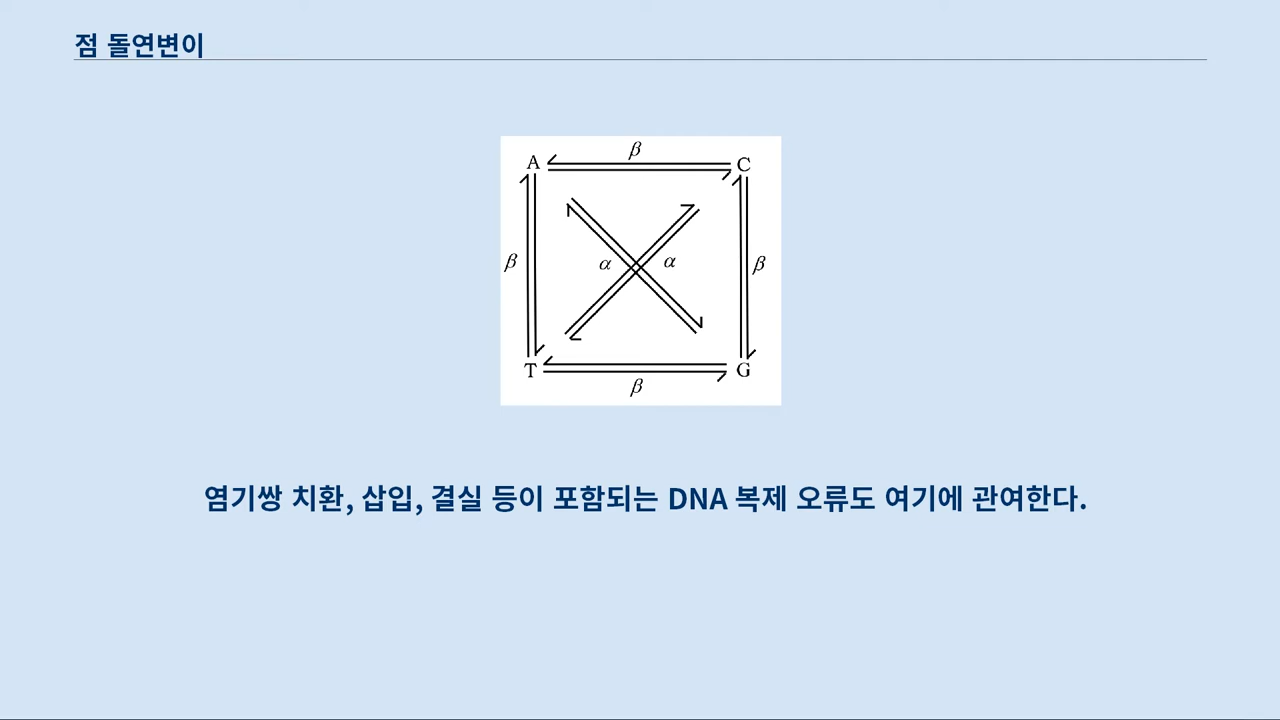 점 돌연변이
β
A C
β α α β
T G
β
염기쌍 치환, 삽입, 결실 등이 포함되는 DNA 복제 오류도 여기에 관여한다.